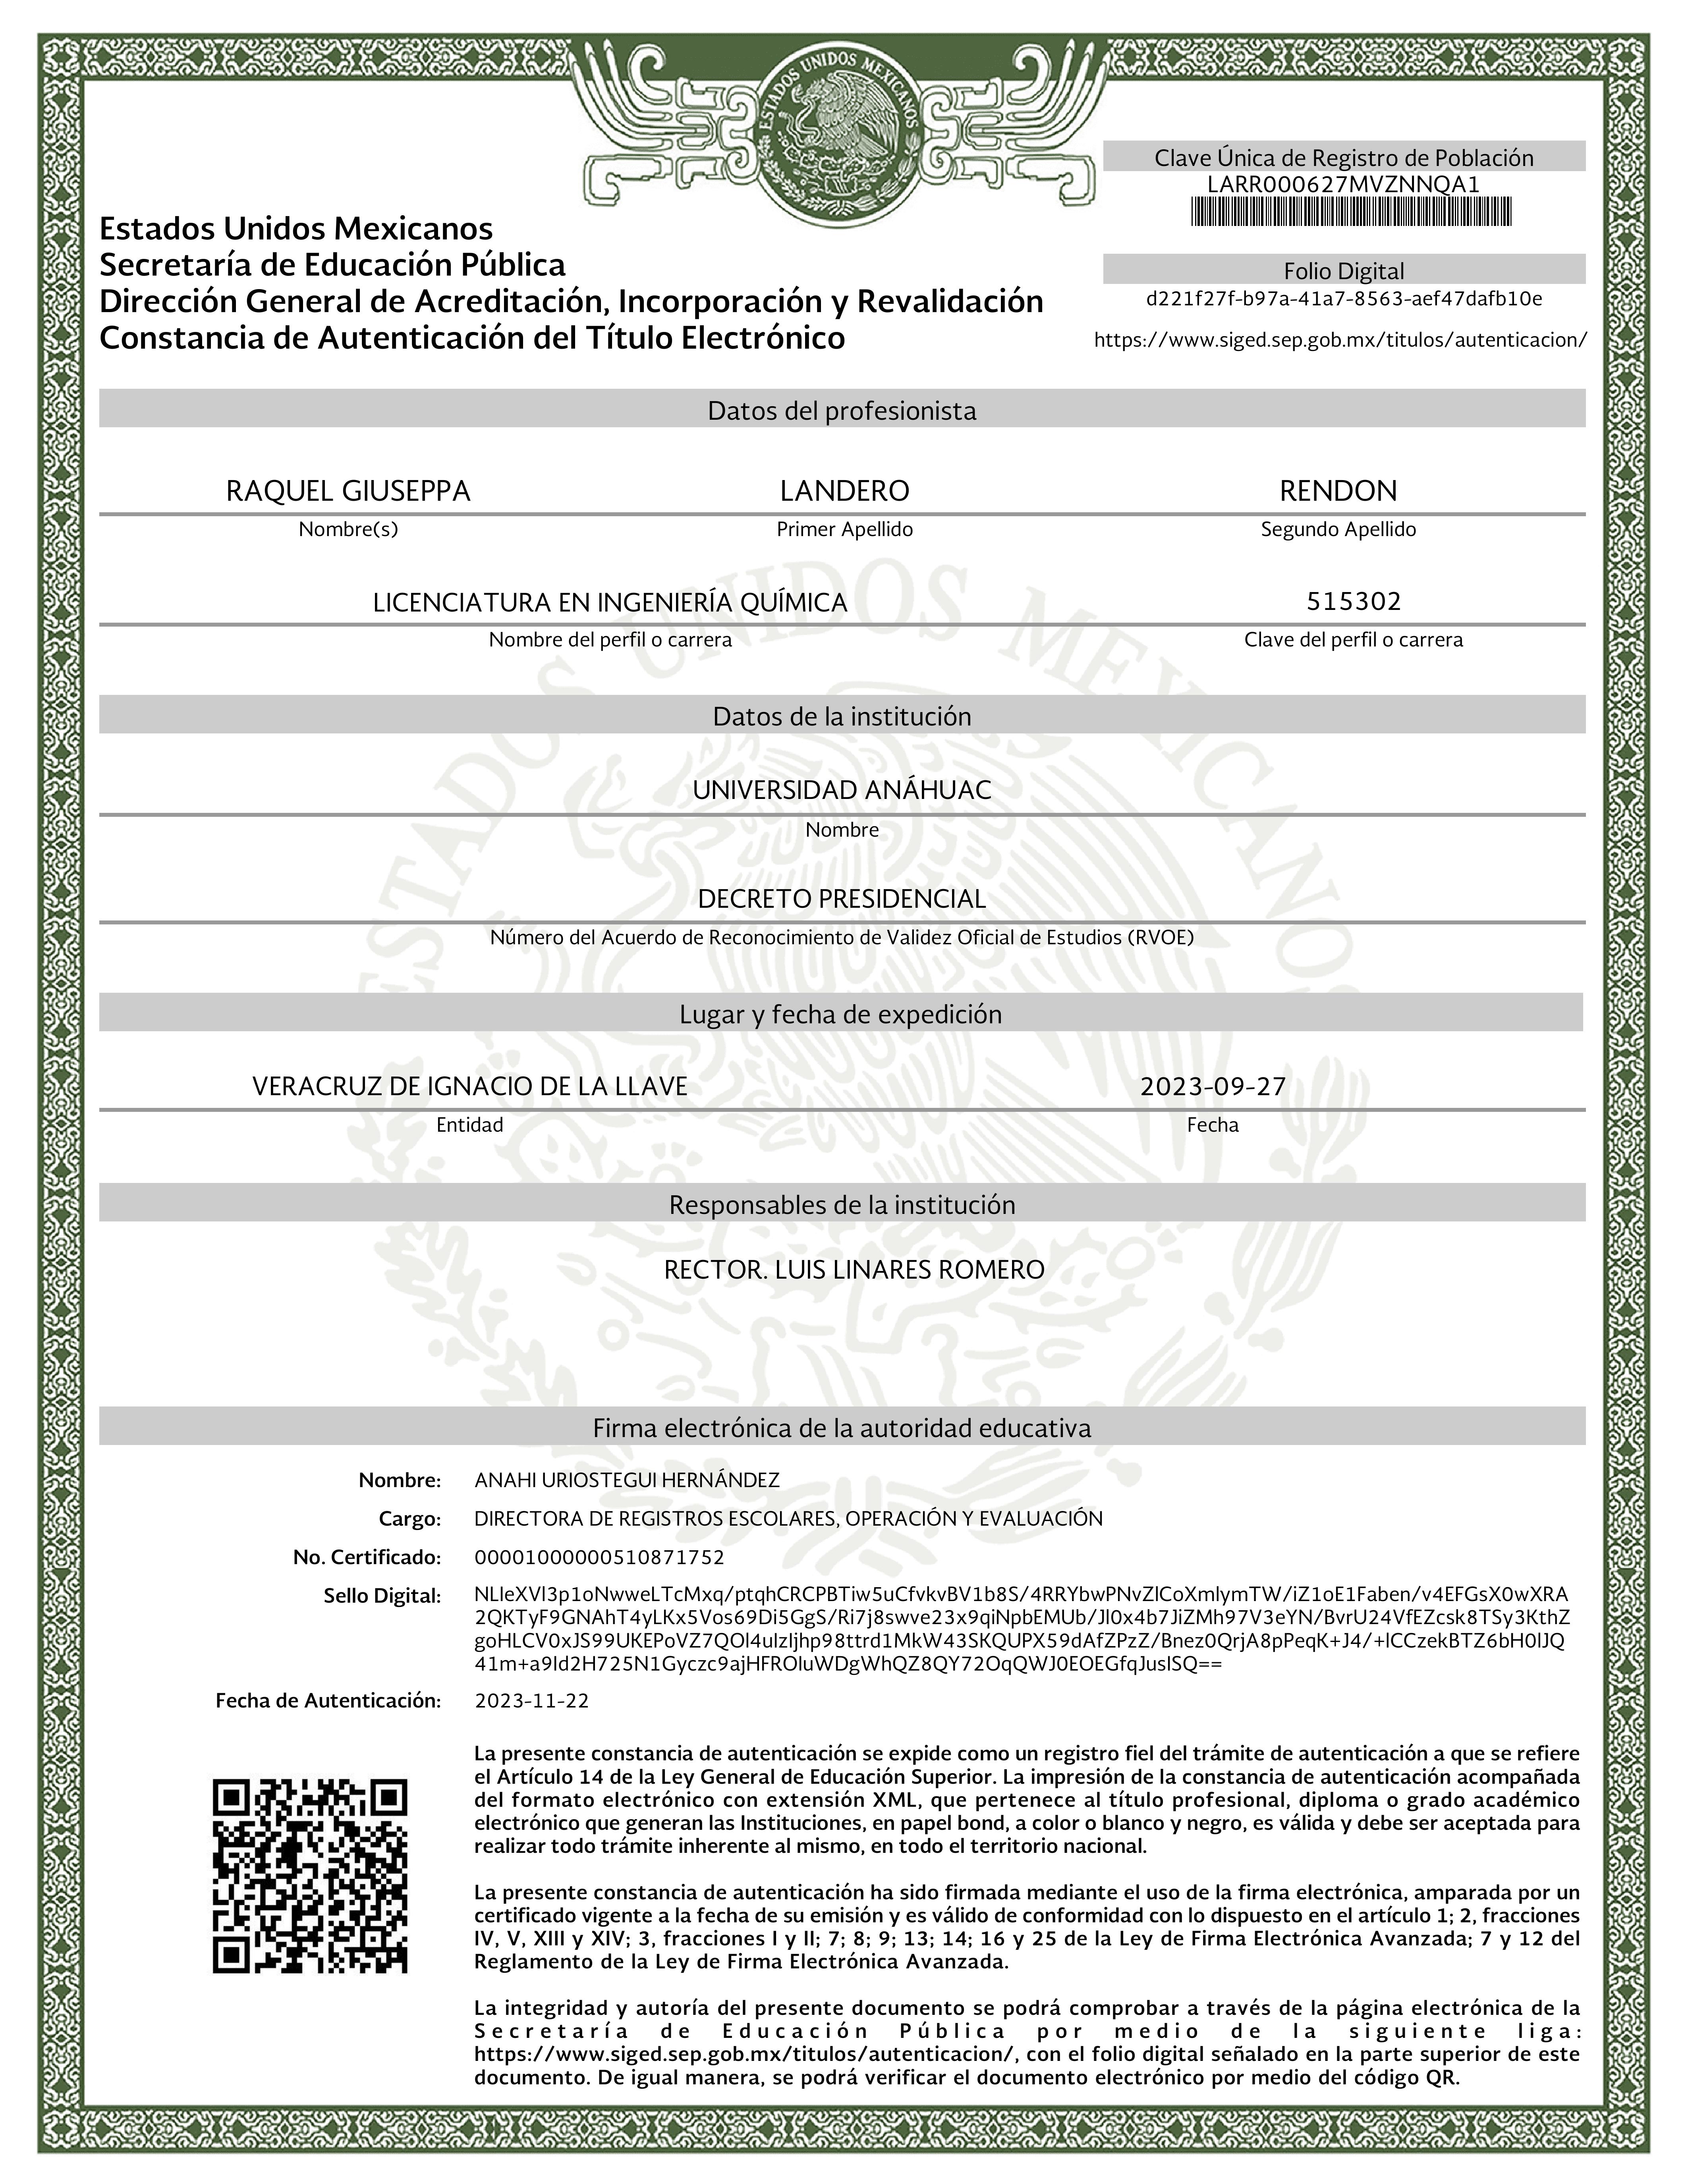 ESTADOS UNIDOS MEXICANOS
Clave Única de Registro de Población
LARR000627MVZNNQA1
Estados Unidos Mexicanos
Secretaría de Educación Pública
Dirección General de Acreditación, Incorporación y Revalidación
Constancia de Autenticación del Título Electrónico
Folio Digital
d221f27f-b97a-41a7-8563-aef47dafb10e
https://www.siged.sep.gob.mx/titulos/autenticacion/
Datos del profesionista
RAQUEL GIUSEPPA LANDERO RENDON
Nombre(s) Primer Apellido Segundo Apellido
LICENCIATURA EN INGENIERÍA QUÍMICA 515302
Nombre del perfil o carrera Clave del perfil o carrera
ESTADOS UNIDOS MEXICANOS
Datos de la institución
UNIVERSIDAD ANÁHUAC
Nombre
DECRETO PRESIDENCIAL
Número del Acuerdo de Reconocimiento de Validez Oficial de Estudios (RVOE)
Lugar y fecha de expedición
VERACRUZ DE IGNACIO DE LA LLAVE 2023-09-27
Entidad Fecha
Responsables de la institución
RECTOR. LUIS LINARES ROMERO
Firma electrónica de la autoridad educativa
Nombre: ANAHI URIOSTEGUI HERNÁNDEZ
Cargo: DIRECTORA DE REGISTROS ESCOLARES, OPERACIÓN Y EVALUACIÓN
No. Certificado: 00001000000510871752
Sello Digital: NLIeXVl3p1oNwweLTcMxq/ptqhCRCPBTiw5uCfvkvBV1b8S/4RRYbwPNvZlCoXmlymTW/iZ1oE1Faben/v4EFGsX0wXRA
2QKTyF9GNAhT4yLKx5Vos69Di5GgS/Ri7j8swve23x9qiNpbEMUb/Jl0x4b7JiZMh97V3eYN/BvrU24VfEZcsk8TSy3KthZ
goHLCV0xJS99UKEPoVZ7QOl4ulzIjhp98ttrd1MkW43SKQUPX59dAfZPzZ/Bnez0QrjA8pPeqK+J4/+lCCzekBTZ6bH0IJQ
41m+a9Id2H725N1Gyczc9ajHFROluWDgWhQZ8QY72OqQWJ0EOEGfqJusISQ==
Fecha de Autenticación: 2023-11-22
La presente constancia de autenticación se expide como un registro fiel del trámite de autenticación a que se refiere
el Artículo 14 de la Ley General de Educación Superior. La impresión de la constancia de autenticación acompañada
del formato electrónico con extensión XML, que pertenece al título profesional, diploma o grado académico
electrónico que generan las Instituciones, en papel bond, a color o blanco y negro, es válida y debe ser aceptada para
realizar todo trámite inherente al mismo, en todo el territorio nacional.
La presente constancia de autenticación ha sido firmada mediante el uso de la firma electrónica, amparada por un
certificado vigente a la fecha de su emisión y es válido de conformidad con lo dispuesto en el artículo 1; 2, fracciones
IV, V, XIII y XIV; 3, fracciones I y II; 7; 8; 9; 13; 14; 16 y 25 de la Ley de Firma Electrónica Avanzada; 7 y 12 del
Reglamento de la Ley de Firma Electrónica Avanzada.
La integridad y autoría del presente documento se podrá comprobar a través de la página electrónica de la
Secretaría de Educación Pública por medio de la siguiente liga:
https://www.siged.sep.gob.mx/titulos/autenticacion/, con el folio digital señalado en la parte superior de este
documento. De igual manera, se podrá verificar el documento electrónico por medio del código QR.